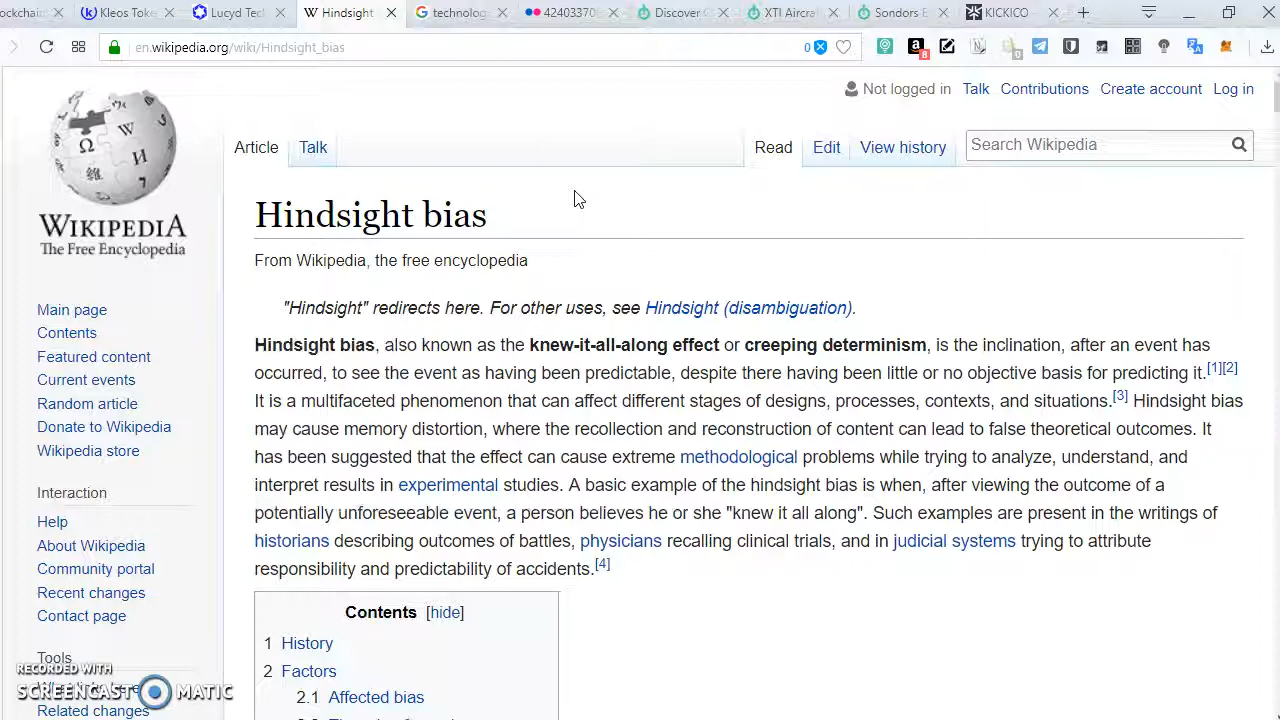 ockchain
Kleos Toke
Lucyd Tec
Hindsight
technolog
42403370
Discover
XTI Aircra
Sondors E
KICKICO
en.wikipedia.org/wiki/Hindsight_bias
0
8
0
Not logged in Talk Contributions Create account Log in
Article Talk
Read Edit View history
Search Wikipedia
WIKIPEDIA
The Free Encyclopedia
Hindsight bias
From Wikipedia, the free encyclopedia
"Hindsight" redirects here. For other uses, see Hindsight (disambiguation).
Hindsight bias, also known as the knew-it-all-along effect or creeping determinism, is the inclination, after an event has
occurred, to see the event as having been predictable, despite there having been little or no objective basis for predicting it.[1][2]
It is a multifaceted phenomenon that can affect different stages of designs, processes, contexts, and situations.[3] Hindsight bias
may cause memory distortion, where the recollection and reconstruction of content can lead to false theoretical outcomes. It
has been suggested that the effect can cause extreme methodological problems while trying to analyze, understand, and
interpret results in experimental studies. A basic example of the hindsight bias is when, after viewing the outcome of a
potentially unforeseeable event, a person believes he or she "knew it all along". Such examples are present in the writings of
historians describing outcomes of battles, physicians recalling clinical trials, and in judicial systems trying to attribute
responsibility and predictability of accidents.[4]
Contents [hide]
1 History
2 Factors
2.1 Affected bias
Main page
Contents
Featured content
Current events
Random article
Donate to Wikipedia
Wikipedia store
Interaction
Help
About Wikipedia
Community portal
Recent changes
Contact page
Tools
Related changes
RECORDED WITH
SCREENCAST MATIC